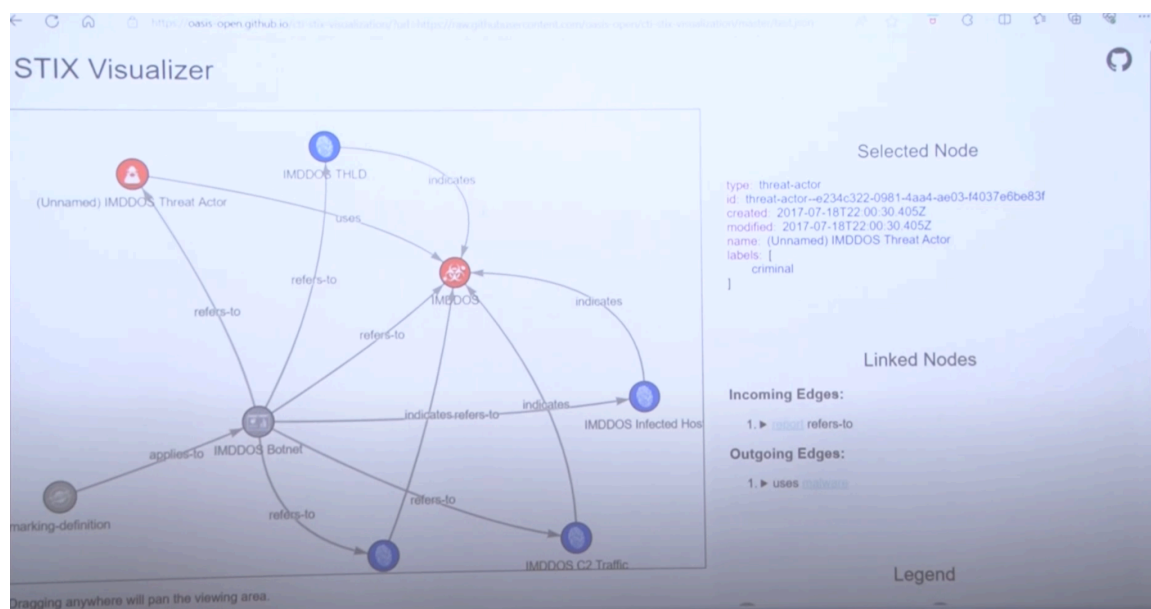 https://oasis-open.github.io
STIX Visualizer
IMDDOS THLD
(Unnamed) IMDDOS Threat Actor
indicates
uses
refers-to
IMDDOS
indicates
refers-to
refers-to
indicates
indicates
refers-to
IMDDOS Infected Hos
IMDDOS Botnet
applies-to
refers-to
refers-to
marking-definition
IMDDOS C2 Traffic
Dragging anywhere will pan the viewing area.
Selected Node
type: threat-actor
id: threat-actor--e234c322-0981-4aa4-ae03-f4037e6be83f
created: 2017-07-18T22:00:30.405Z
modified: 2017-07-18T22:00:30.405Z
name: (Unnamed) IMDDOS Threat Actor
labels: [
criminal
]
Linked Nodes
Incoming Edges:
1. ▶ report refers-to
Outgoing Edges:
1. ▶ uses malware
Legend